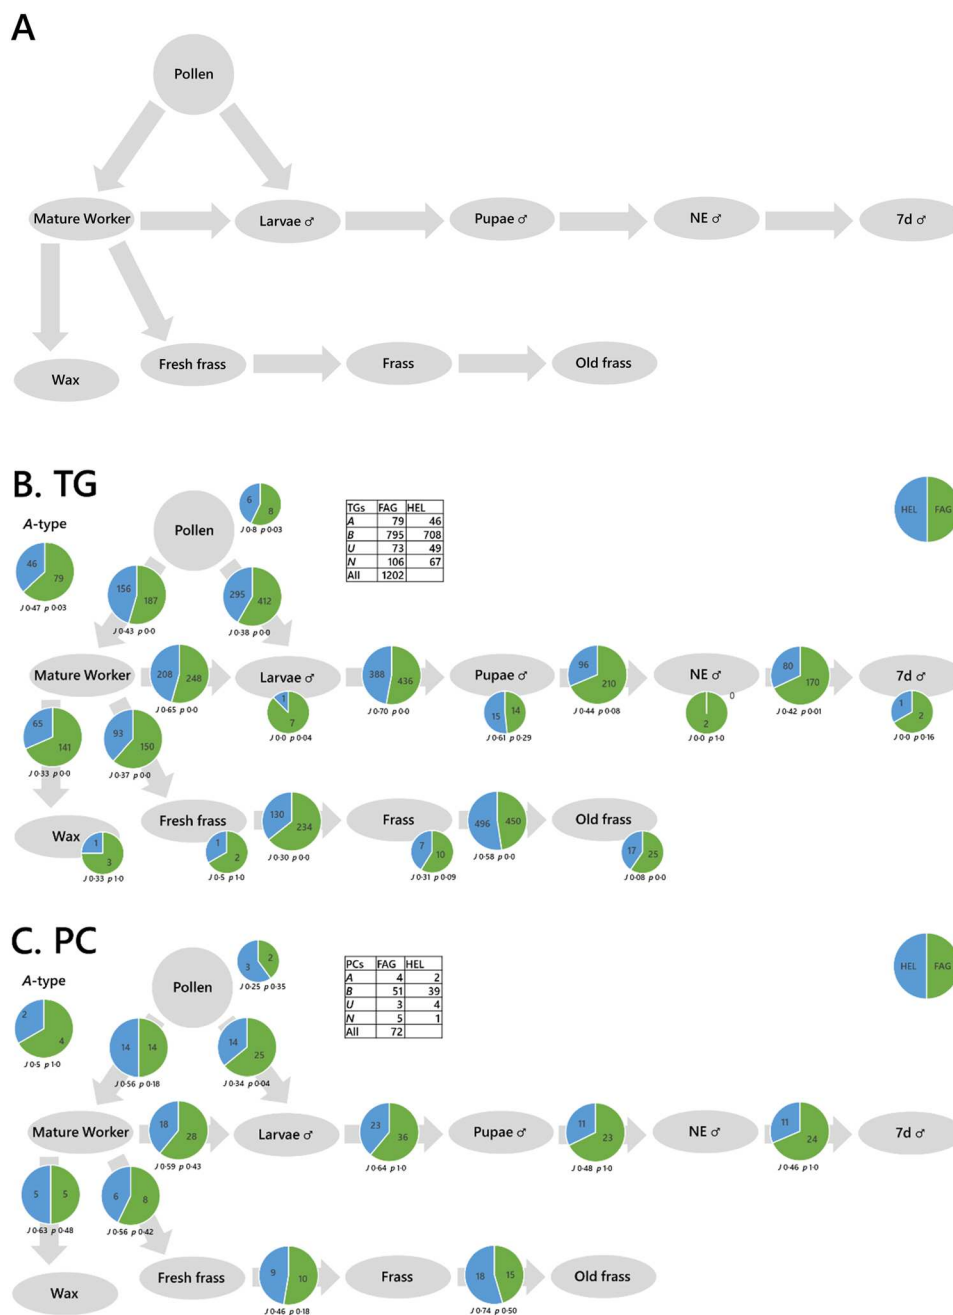 A
Pollen
Mature Worker
Larvae ♂
Pupae ♂
NE ♂
7d ♂
Wax
Fresh frass
Frass
Old frass
B. TG
A-type
46
79
J 0·47 p 0·03
Pollen
6
8
J 0·8 p 0·03
TGs FAG HEL
A 79 46
B 795 708
U 73 49
N 106 67
All 1202
HEL FAG
156
187
J 0·43 p 0·0
295
412
J 0·38 p 0·0
Mature Worker
208
248
J 0·65 p 0·0
Larvae ♂
1
7
J 0·0 p 0·04
388
436
J 0·70 p 0·0
Pupae ♂
15
14
J 0·61 p 0·29
96
210
J 0·44 p 0·08
NE ♂
0
2
J 0·0 p 1·0
80
170
J 0·42 p 0·01
7d ♂
1
2
J 0·0 p 0·16
65
141
J 0·33 p 0·0
93
150
J 0·37 p 0·0
Wax
1
3
J 0·33 p 1·0
Fresh frass
1
2
J 0·5 p 1·0
130
234
J 0·30 p 0·0
Frass
7
10
J 0·31 p 0·09
496
450
J 0·58 p 0·0
Old frass
17
25
J 0·08 p 0·0
C. PC
A-type
2
4
J 0·5 p 1·0
Pollen
3
2
J 0·25 p 0·35
PCs FAG HEL
A 4 2
B 51 39
U 3 4
N 5 1
All 72
HEL FAG
14
14
J 0·56 p 0·18
14
25
J 0·34 p 0·04
Mature Worker
18
28
J 0·59 p 0·43
Larvae ♂
23
36
J 0·64 p 1·0
Pupae ♂
11
23
J 0·48 p 1·0
NE ♂
11
24
J 0·46 p 1·0
7d ♂
5
5
J 0·63 p 0·48
6
8
J 0·56 p 0·42
Wax
Fresh frass
9
10
J 0·46 p 0·18
Frass
18
15
J 0·74 p 0·50
Old frass